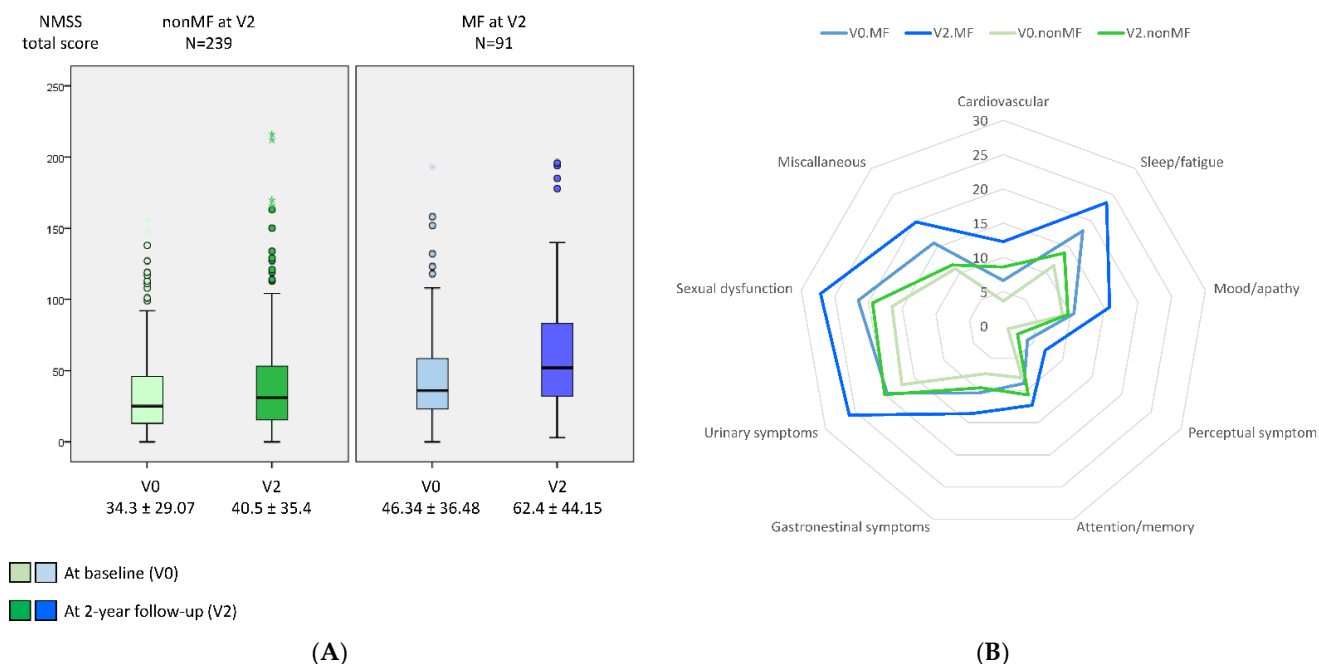 NMSS
total score
nonMF at V2
N=239
MF at V2
N=91
250
200
150
100
50
0
V0
34.3 ± 29.07
V2
40.5 ± 35.4
V0
46.34 ± 36.48
V2
62.4 ± 44.15
At baseline (V0)
At 2-year follow-up (V2)
(A)
V0.MF V2.MF V0.nonMF V2.nonMF
Cardiovascular
30
25
20
15
10
5
0
Sleep/fatigue
Mood/apathy
Perceptual symptom
Attention/memory
Gastronestinal symptoms
Urinary symptoms
Sexual dysfunction
Miscallaneous
(B)